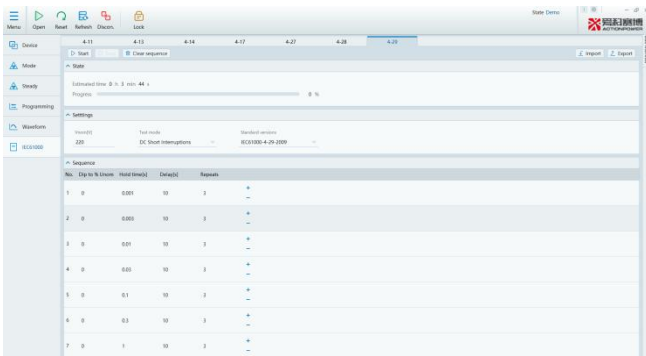 State Demo
Menu Open Reset Refresh Discon. Lock
爱科赛博
ACTIONPOWER
Device
Mode
Steady
Programming
Waveform
IEC61000
4-11 4-13 4-14 4-17 4-27 4-28 4-29
Start Clear sequence Import Export
State
Estimated time 0 h 3 min 44 s
Progress 0 %
Settings
Test mode Standard versions
220 DC Short Interruptions IEC61000-4-29-2009
Sequence
No. Dip to % Unom Hold time[s] Delay[s] Repeats
1 0 0.001 10 3 + −
2 0 0.003 10 3 + −
3 0 0.01 10 3 + −
4 0 0.03 10 3 + −
5 0 0.1 10 3 + −
6 0 0.3 10 3 + −
7 0 1 10 3 + −